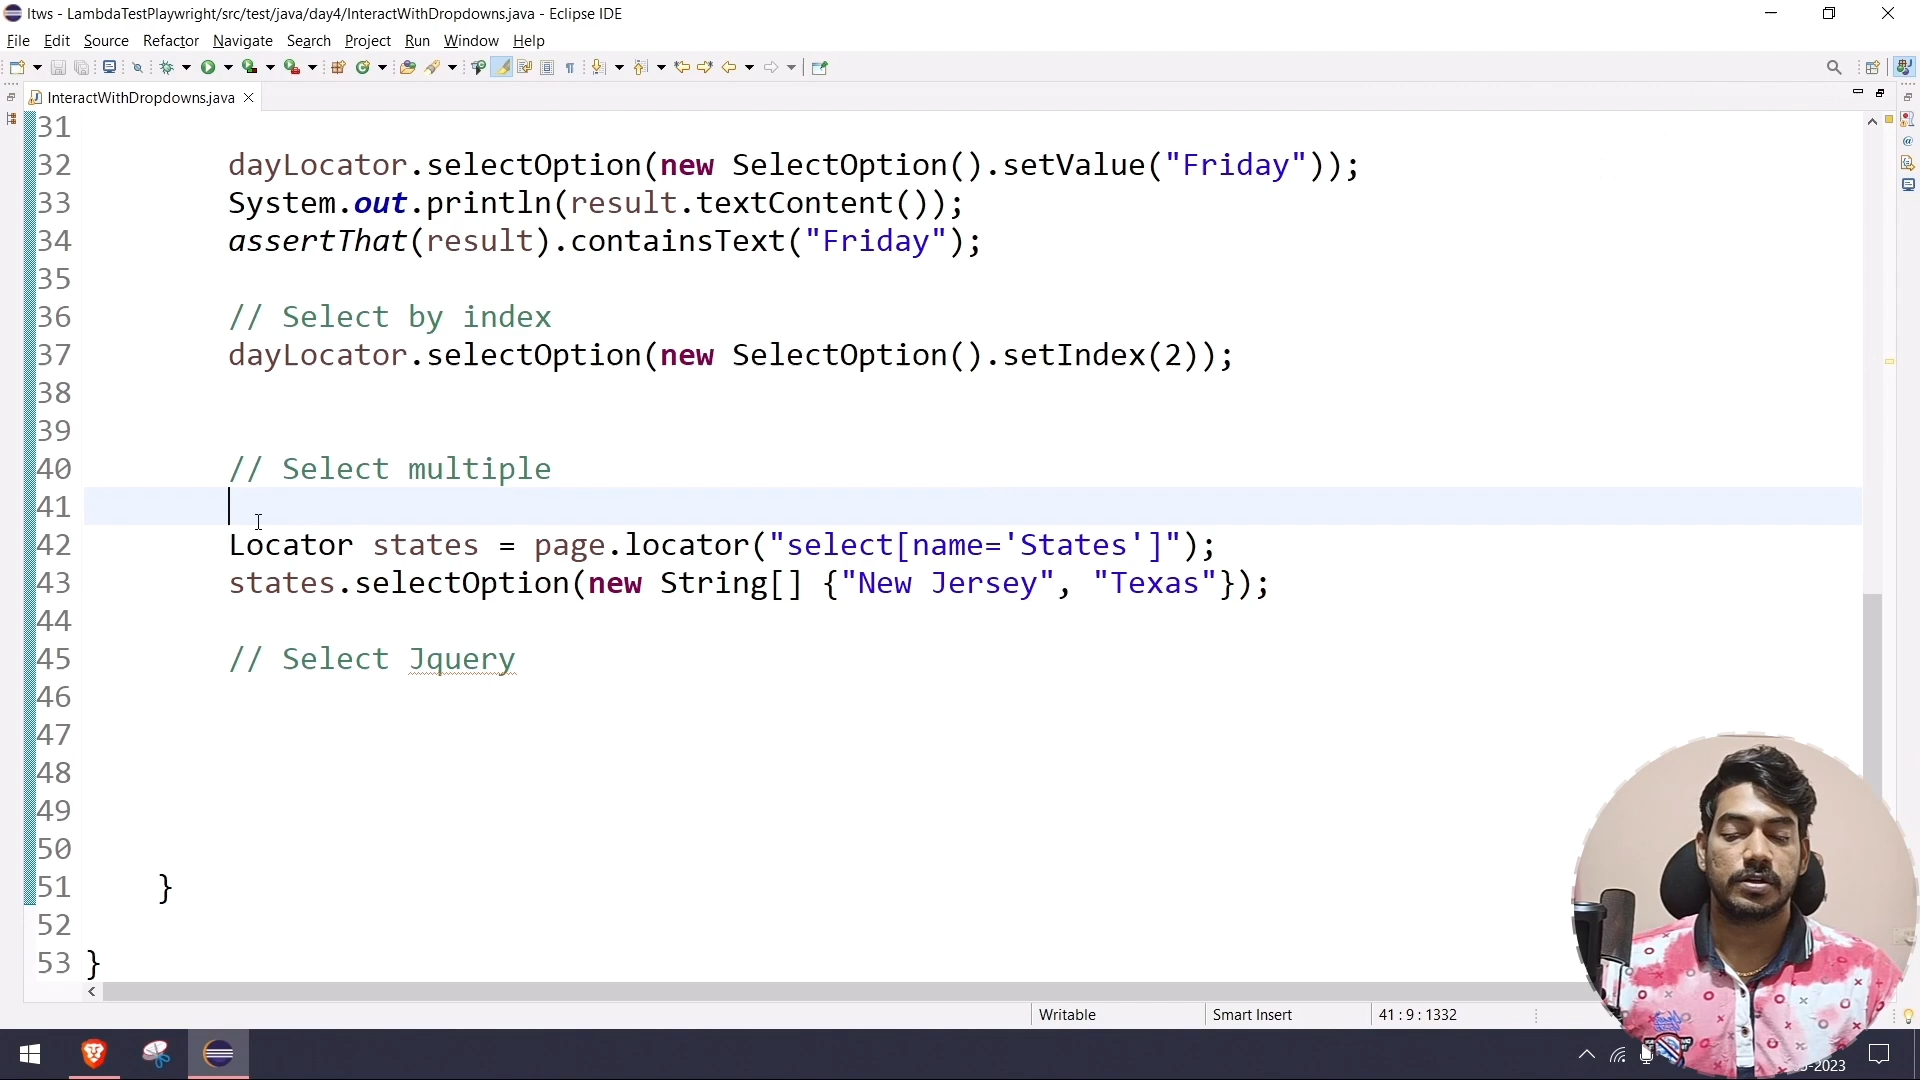 ltws - LambdaTestPlaywright/src/test/java/day4/InteractWithDropdowns.java - Eclipse IDE
File Edit Source Refactor Navigate Search Project Run Window Help
InteractWithDropdowns.java
31
32 dayLocator.selectOption(new SelectOption().setValue("Friday"));
33 System.out.println(result.textContent());
34 assertThat(result).containsText("Friday");
35
36 // Select by index
37 dayLocator.selectOption(new SelectOption().setIndex(2));
38
39
40 // Select multiple
41
42 Locator states = page.locator("select[name='States']");
43 states.selectOption(new String[] {"New Jersey", "Texas"});
44
45 // Select Jquery
46
47
48
49
50
51 }
52
53 }
Writable Smart Insert 41 : 9 : 1332